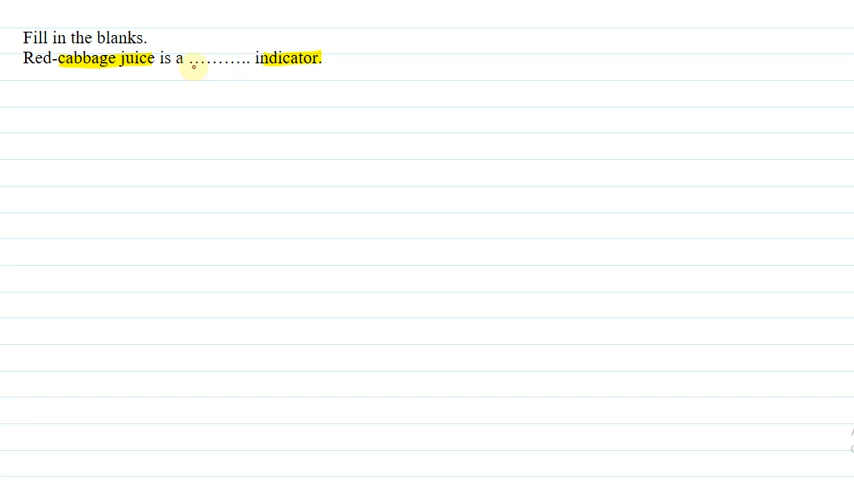 Fill in the blanks.
Red-cabbage juice is a ……….. indicator.